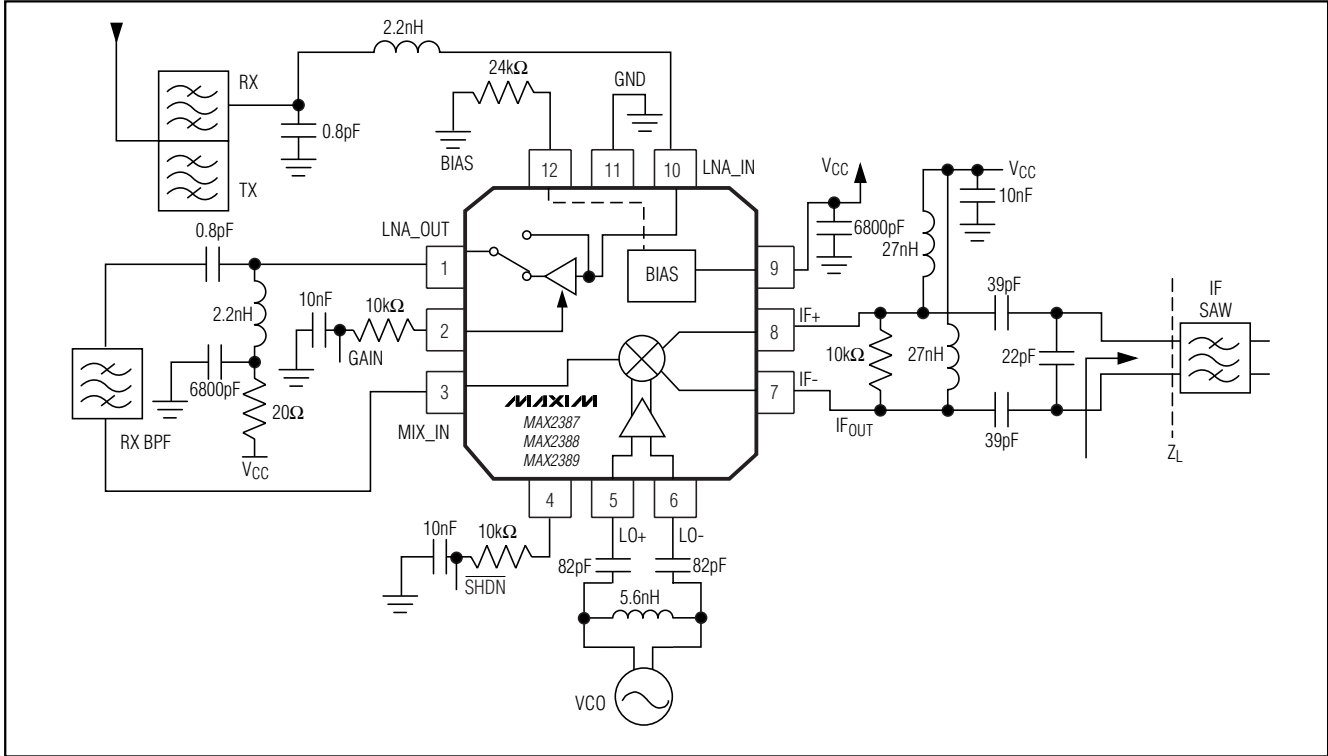 2.2nH
RX
24kΩ
GND
0.8pF
BIAS
TX
12
11
10
LNA_IN
VCC
VCC
10nF
0.8pF
LNA_OUT
6800pF
27nH
1
BIAS
9
39pF
IF
SAW
2.2nH
10nF
10kΩ
2
8
IF+
GAIN
10kΩ
27nH
22pF
6800pF
3
7
IF-
20Ω
MAXIM
RX BPF
MIX_IN
MAX2387
IFOUT
39pF
MAX2388
VCC
MAX2389
ZL
4
5
6
10nF
10kΩ
LO+
LO-
82pF
82pF
SHDN
5.6nH
VCO